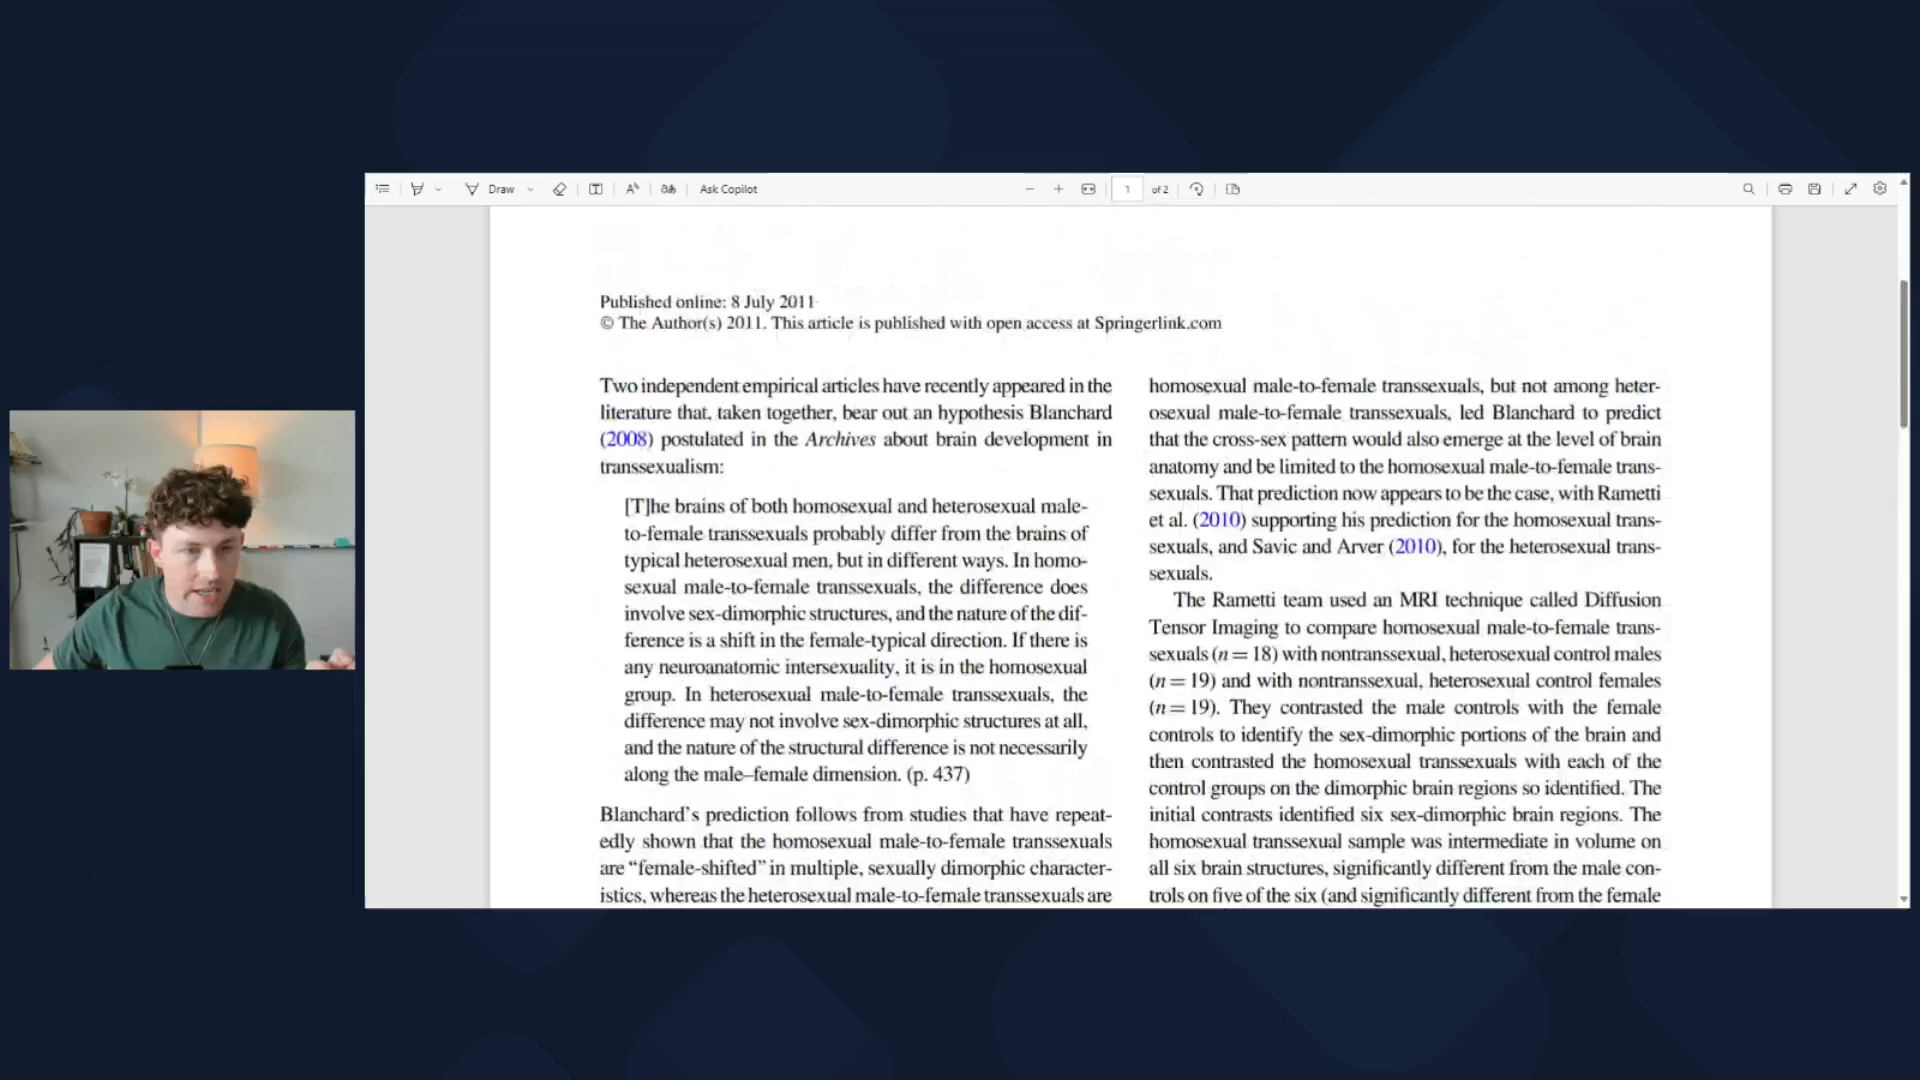 Draw
Ask Copilot
1
of 2
Published online: 8 July 2011
© The Author(s) 2011. This article is published with open access at Springerlink.com
Two independent empirical articles have recently appeared in the
literature that, taken together, bear out an hypothesis Blanchard
(2008) postulated in the Archives about brain development in
transsexualism:
[T]he brains of both homosexual and heterosexual male-
to-female transsexuals probably differ from the brains of
typical heterosexual men, but in different ways. In homo-
sexual male-to-female transsexuals, the difference does
involve sex-dimorphic structures, and the nature of the dif-
ference is a shift in the female-typical direction. If there is
any neuroanatomic intersexuality, it is in the homosexual
group. In heterosexual male-to-female transsexuals, the
difference may not involve sex-dimorphic structures at all,
and the nature of the structural difference is not necessarily
along the male–female dimension. (p. 437)
Blanchard's prediction follows from studies that have repeat-
edly shown that the homosexual male-to-female transsexuals
are “female-shifted” in multiple, sexually dimorphic character-
istics, whereas the heterosexual male-to-female transsexuals are
homosexual male-to-female transsexuals, but not among heter-
osexual male-to-female transsexuals, led Blanchard to predict
that the cross-sex pattern would also emerge at the level of brain
anatomy and be limited to the homosexual male-to-female trans-
sexuals. That prediction now appears to be the case, with Rametti
et al. (2010) supporting his prediction for the homosexual trans-
sexuals, and Savic and Arver (2010), for the heterosexual trans-
sexuals.
The Rametti team used an MRI technique called Diffusion
Tensor Imaging to compare homosexual male-to-female trans-
sexuals (n = 18) with nontranssexual, heterosexual control males
(n = 19) and with nontranssexual, heterosexual control females
(n = 19). They contrasted the male controls with the female
controls to identify the sex-dimorphic portions of the brain and
then contrasted the homosexual transsexuals with each of the
control groups on the dimorphic brain regions so identified. The
initial contrasts identified six sex-dimorphic brain regions. The
homosexual transsexual sample was intermediate in volume on
all six brain structures, significantly different from the male con-
trols on five of the six (and significantly different from the female